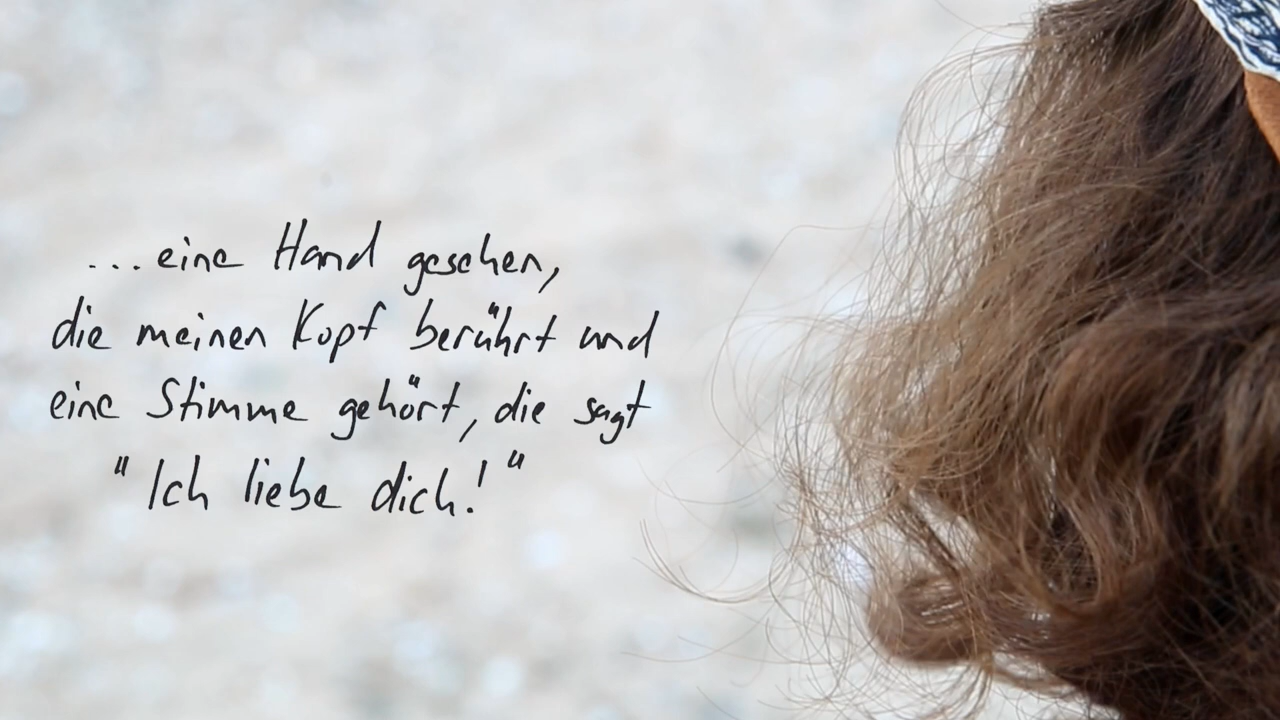 ...eine Hand gesehen,
die meinen Kopf berührt und
eine Stimme gehört, die sagt
"Ich liebe dich!"